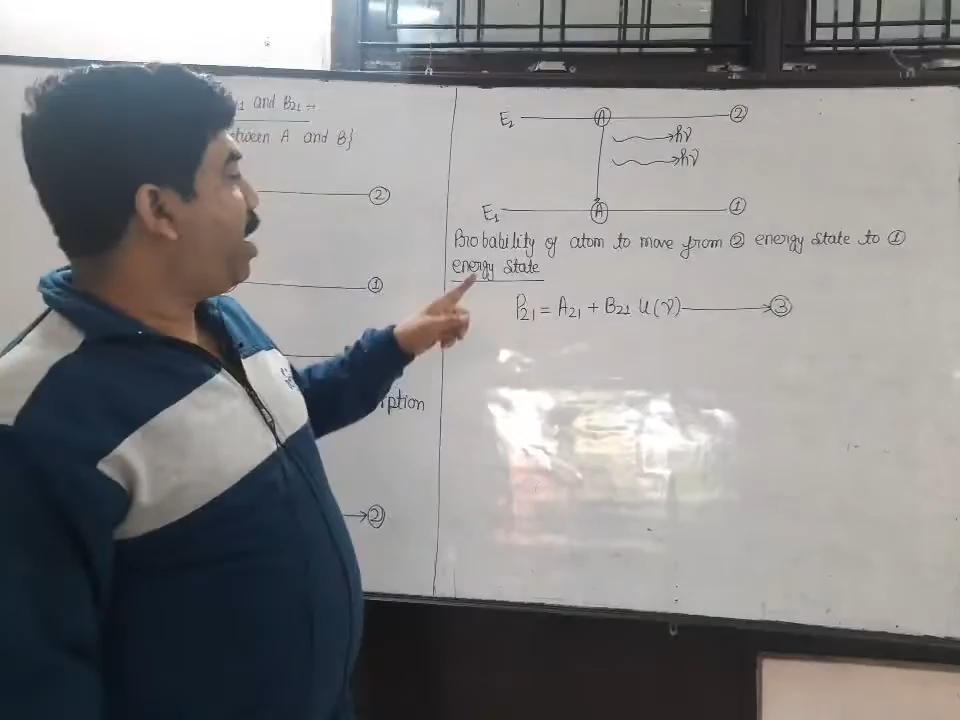 and B₂₁ :-
between A and B}
②
①
②
E₂ Ⓐ ②
hν
hν
E₁ Ⓐ ①
Probability of atom to move from ② energy state to ①
energy state
P₂₁ = A₂₁ + B₂₁ u(ν) → ③